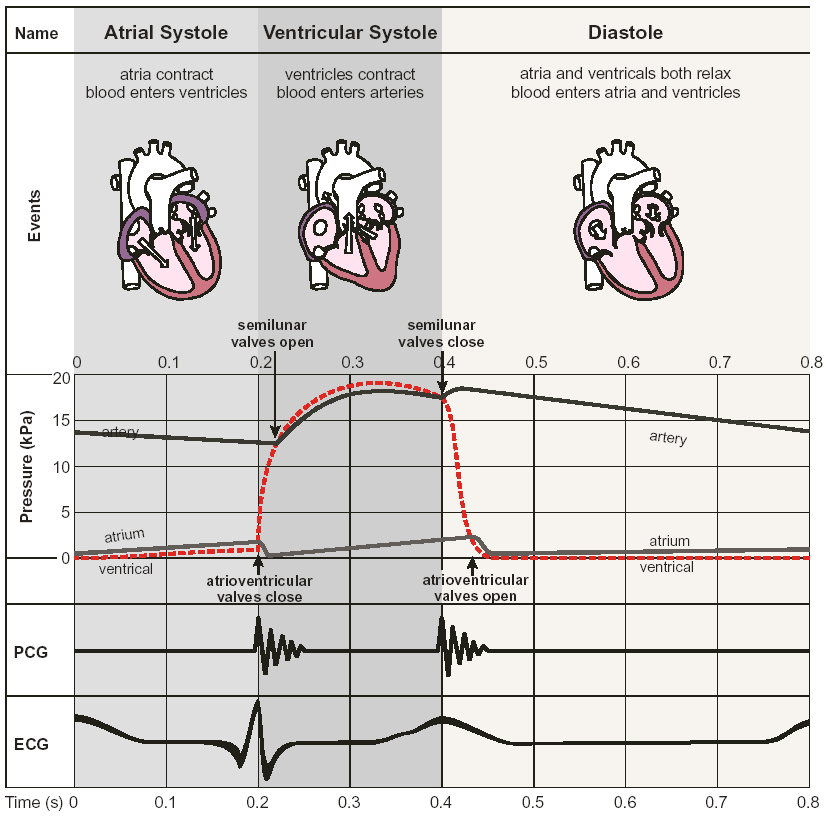 Name Atrial Systole Ventricular Systole Diastole
Events
atria contract
blood enters ventricles
ventricles contract
blood enters arteries
atria and ventricals both relax
blood enters atria and ventricles
semilunar
valves open
semilunar
valves close
0 0.1 0.2 0.3 0.4 0.5 0.6 0.7 0.8
Pressure (kPa)
20
15
10
5
0
artery
artery
atrium
ventrical
atrium
ventrical
atrioventricular
valves close
atrioventricular
valves open
PCG
ECG
Time (s) 0 0.1 0.2 0.3 0.4 0.5 0.6 0.7 0.8